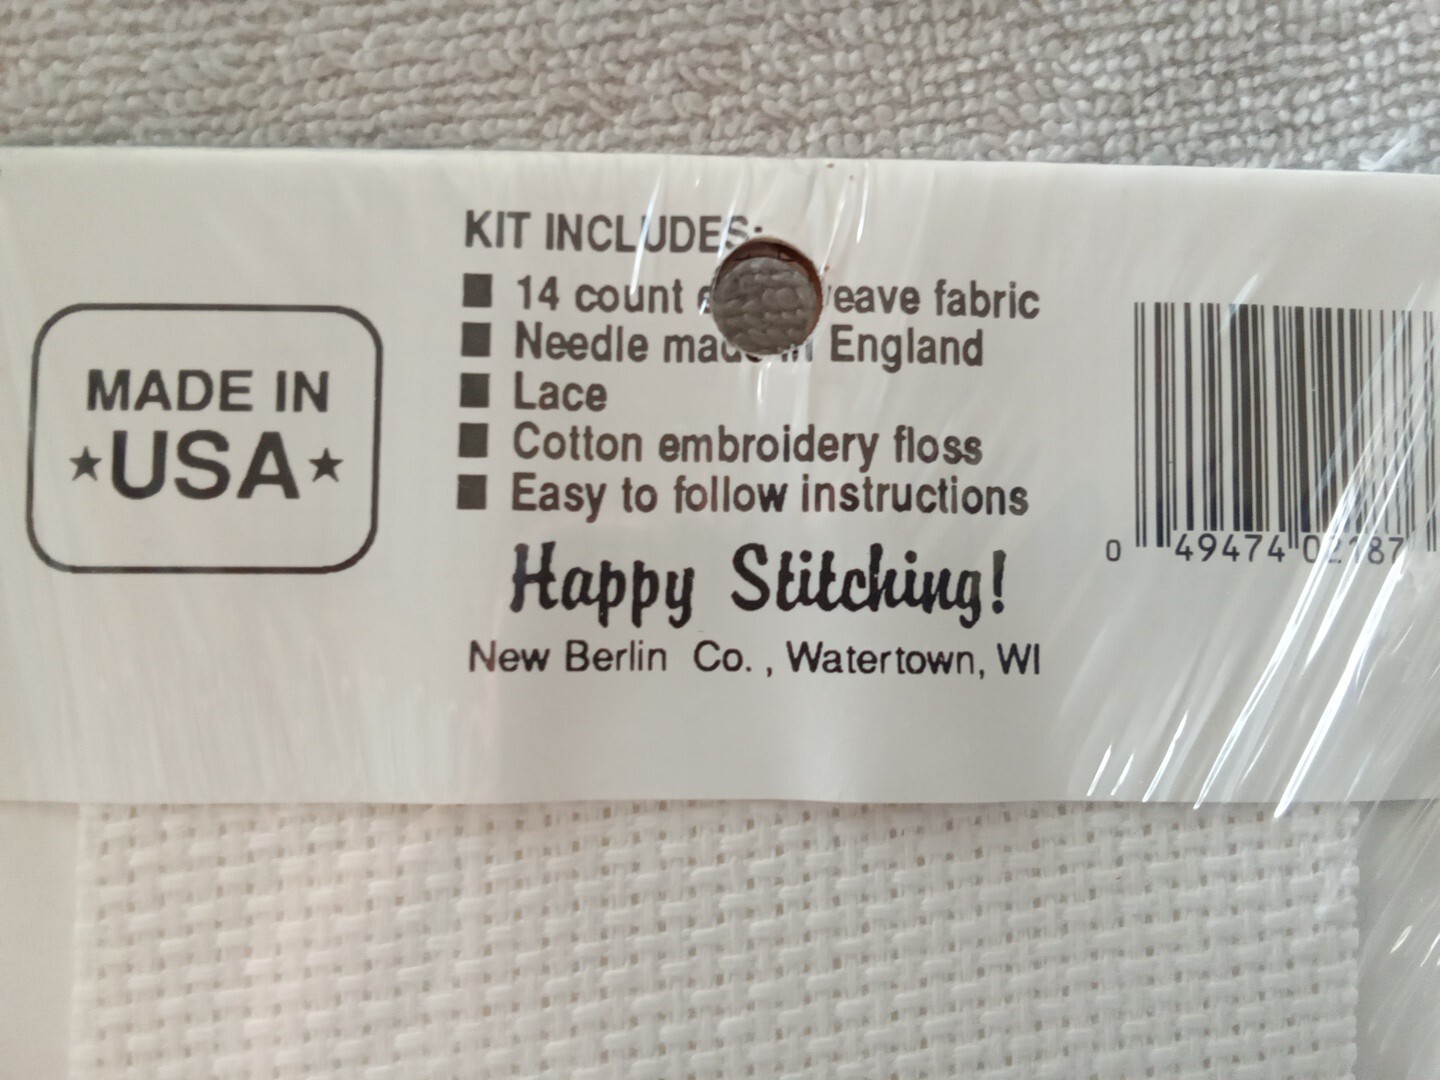 MADE IN
★USA★
KIT INCLUDES:
■ 14 count fabric
■ Needle made in England
■ Lace
■ Cotton embroidery floss
■ Easy to follow instructions
Happy Stitching!
New Berlin Co., Watertown, WI
0 49474 02187